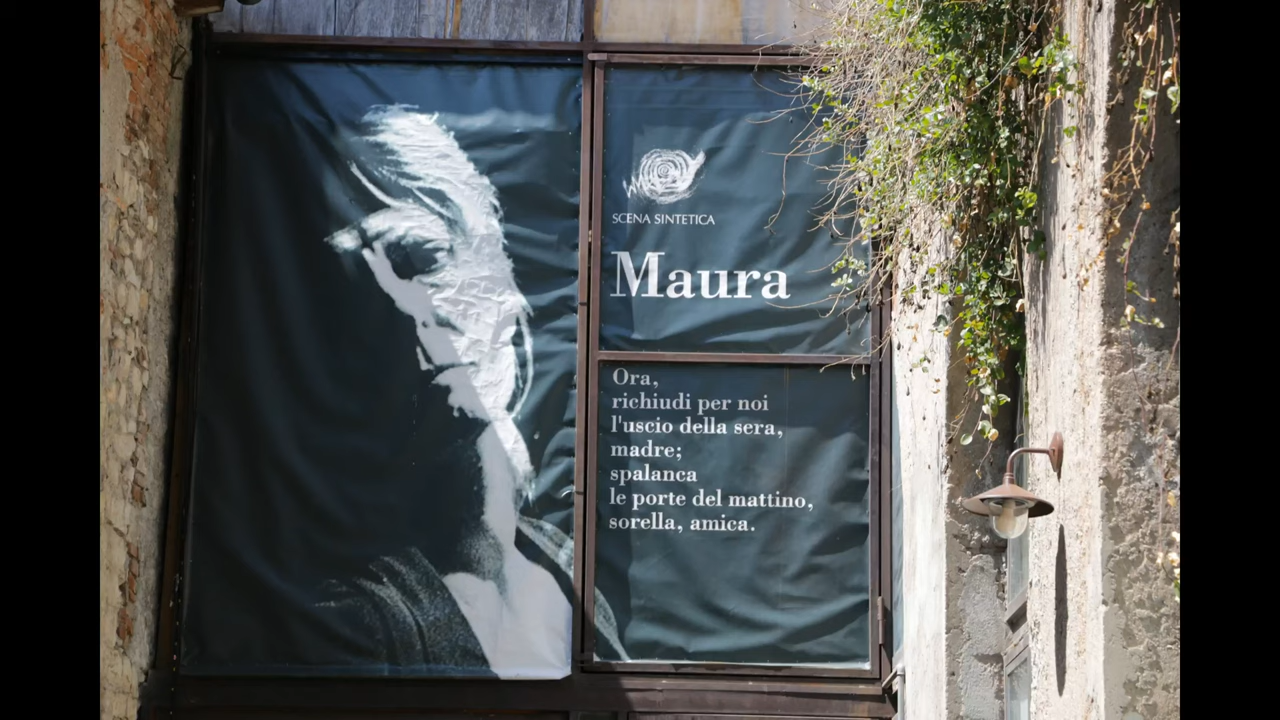 SCENA SINTETICA
Maura
Ora,
richiudi per noi
l'uscio della sera,
madre;
spalanca
le porte del mattino,
sorella, amica.